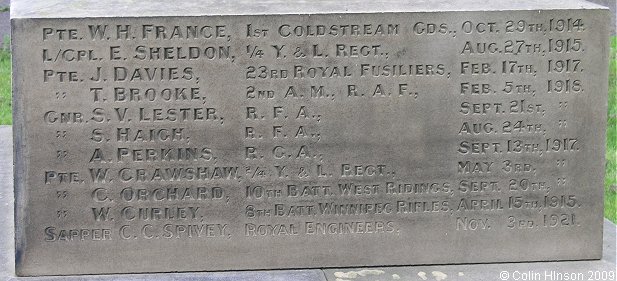 PTE. W. H. FRANCE, 1ST COLDSTREAM GDS., OCT. 29TH. 1914.
L/CPL. E. SHELDON, 1/4 Y. & L. REGT., AUG. 27TH, 1915.
PTE. J. DAVIES, 23RD ROYAL FUSILIERS, FEB. 17TH, 1917.
" T. BROOKE, 2ND A. M., R. A. F., FEB. 5TH, 1918.
GNR. S. V. LESTER, R. F. A., SEPT. 21ST, "
" S. HAIGH, R. F. A., AUG. 24TH, "
" A. PERKINS. R. G. A., SEPT. 13TH, 1917.
PTE. W. CRAWSHAW, 2/4 Y. & L. REGT., MAY 3RD, "
" C. ORCHARD, 10TH BATT. WEST RIDINGS, SEPT. 20TH, "
" W. CURLEY, 8TH BATT. WINNIPEG RIFLES, APRIL 15TH, 1915.
SAPPER C. C. SPIVEY, ROYAL ENGINEERS, NOV. 3RD. 1921.
© Colin Hinson 2009